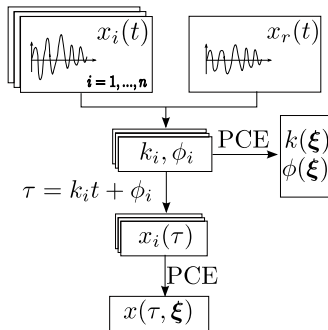 xᵢ(t)
xᵣ(t)
i = 1, ..., n
kᵢ, ϕᵢ
PCE
k(ξ)
ϕ(ξ)
τ = kᵢt + ϕᵢ
xᵢ(τ)
PCE
x(τ, ξ)